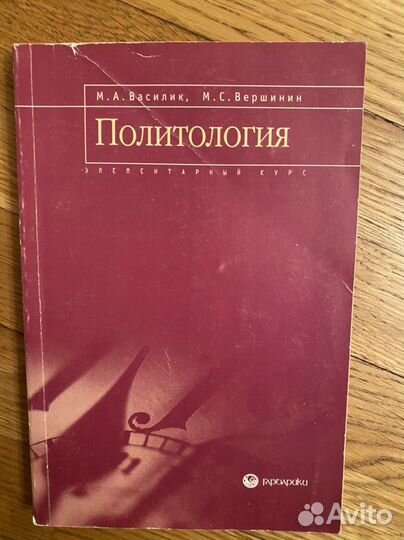 М.А.Василик, М.С.Вершинин
Политология
ЭЛЕМЕНТАРНЫЙ КУРС
ГАРДАРИКИ
Avito